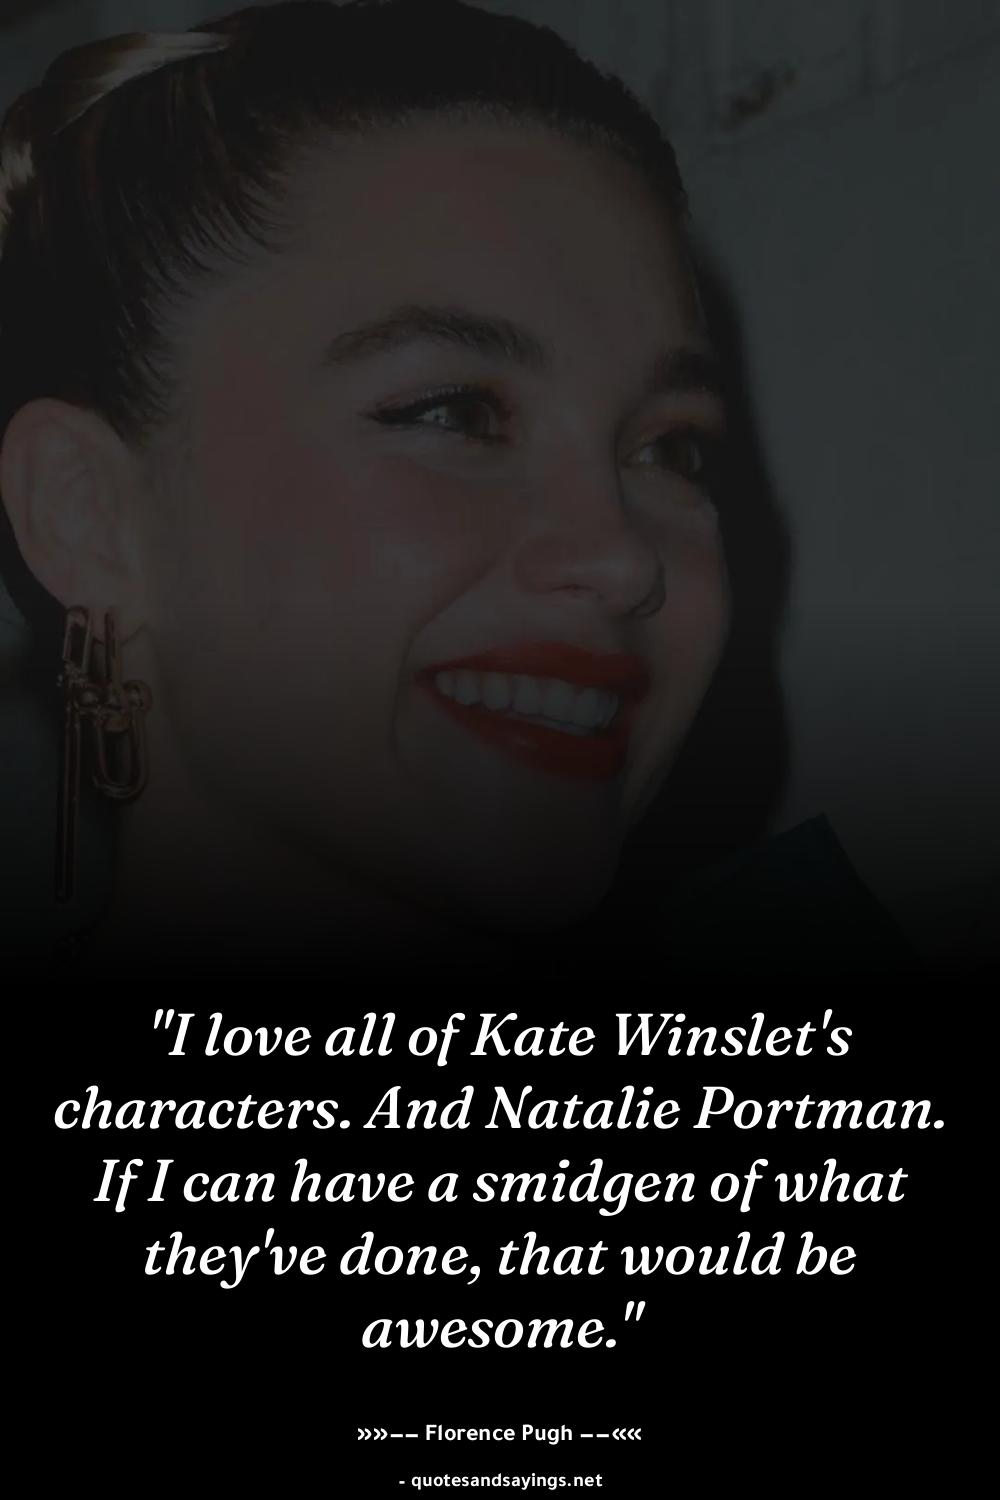 "I love all of Kate Winslet's
characters. And Natalie Portman.
If I can have a smidgen of what
they've done, that would be
awesome."
»»−− Florence Pugh −−««
- quotesandsayings.net